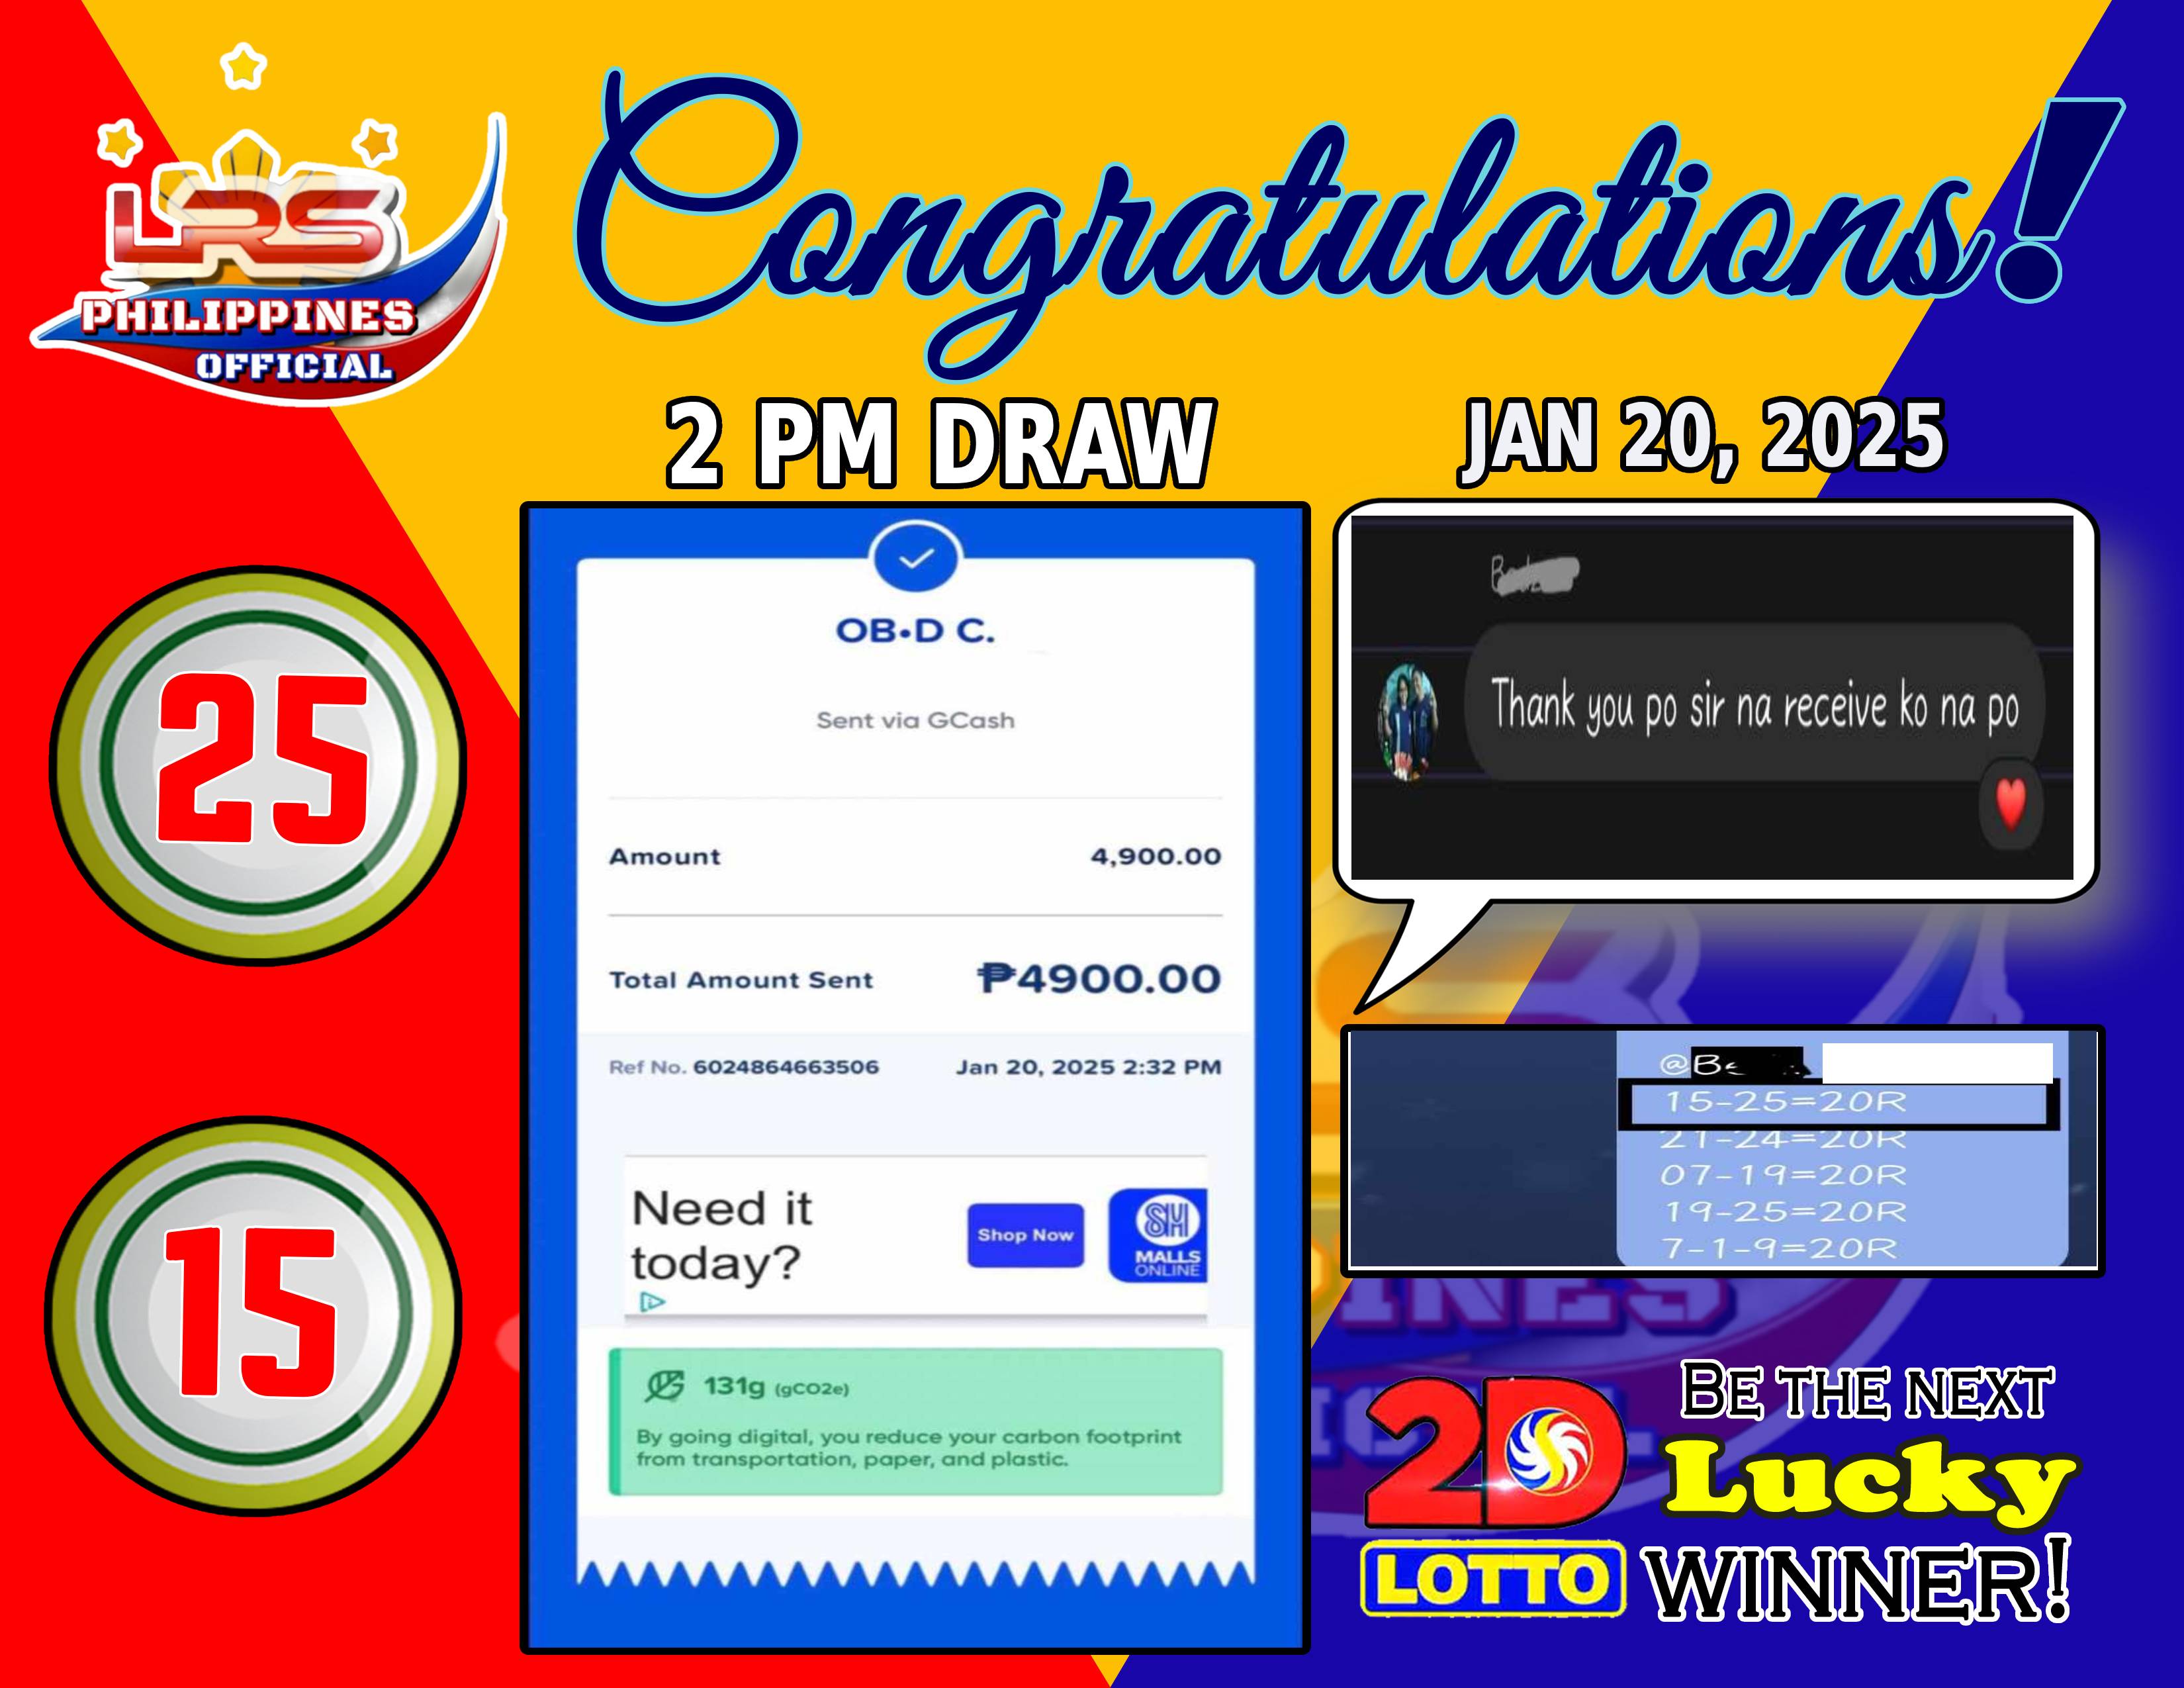 Congratulations!
LRS
PHILIPPINES
OFFICIAL
2 PM DRAW
JAN 20, 2025
25
15
OB•D C.
Sent via GCash
Amount 4,900.00
Total Amount Sent ₱4900.00
Ref No. 6024864663506 Jan 20, 2025 2:32 PM
Need it
today?
Shop Now
SM
MALLS
ONLINE
131g (gCO2e)
By going digital, you reduce your carbon footprint
from transportation, paper, and plastic.
Thank you po sir na receive ko na po
15-25=20R
21-24=20R
07-19=20R
19-25=20R
7-1-9=20R
2D
LOTTO
BE THE NEXT
Lucky
WINNER!